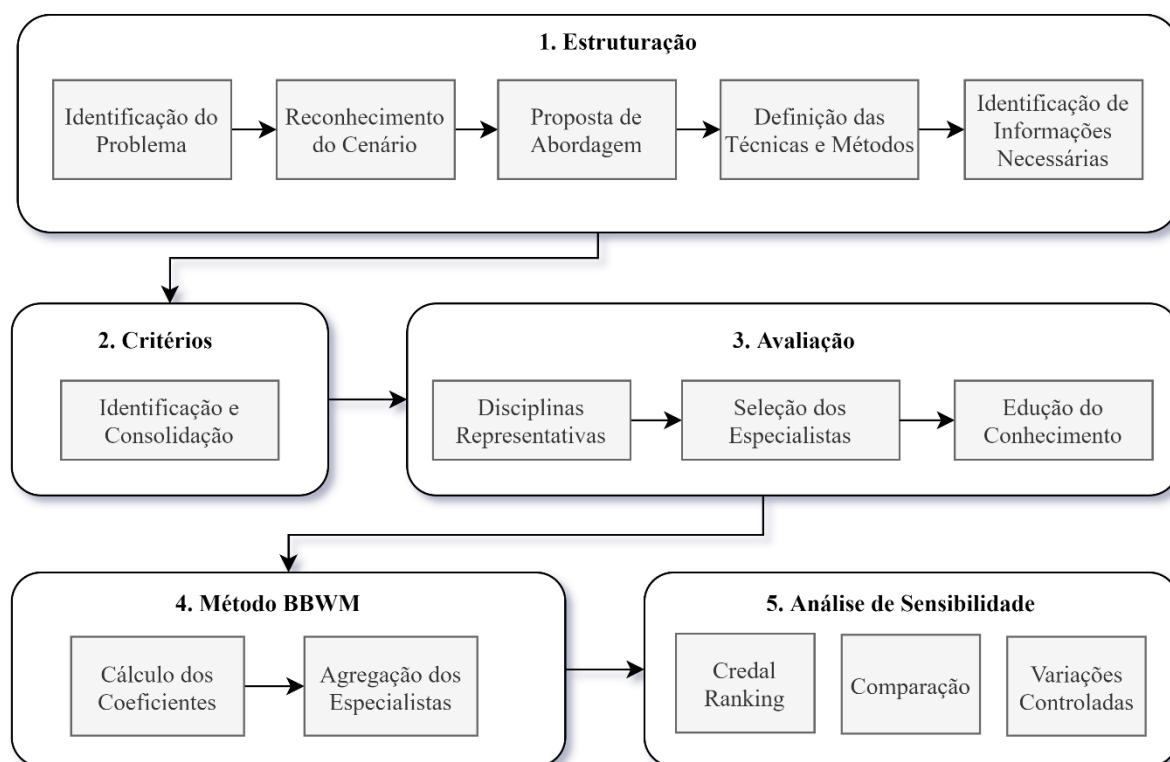 1. Estruturação
Identificação do
Problema
Reconhecimento
do Cenário
Proposta de
Abordagem
Definição das
Técnicas e Métodos
Identificação de
Informações
Necessárias
2. Critérios
Identificação e
Consolidação
3. Avaliação
Disciplinas
Representativas
Seleção dos
Especialistas
Edução do
Conhecimento
4. Método BBWM
Cálculo dos
Coeficientes
Agregação dos
Especialistas
5. Análise de Sensibilidade
Credal
Ranking
Comparação
Variações
Controladas